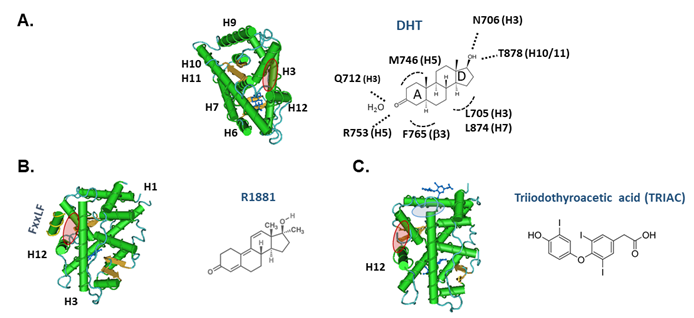 A.
H9
H10
H11
H3
H7
H12
H6
DHT
N706 (H3)
OH
T878 (H10/11)
M746 (H5)
Q712 (H3)
D
A
H₂O
O
H
H
H
L705 (H3)
L874 (H7)
R753 (H5)
F765 (β3)
B.
H1
FxxLF
H12
H3
R1881
O
H
CH₃
CH₃
H
H
O
C.
H12
Triiodothyroacetic acid (TRIAC)
I
HO
I
OH
O
O
I
I